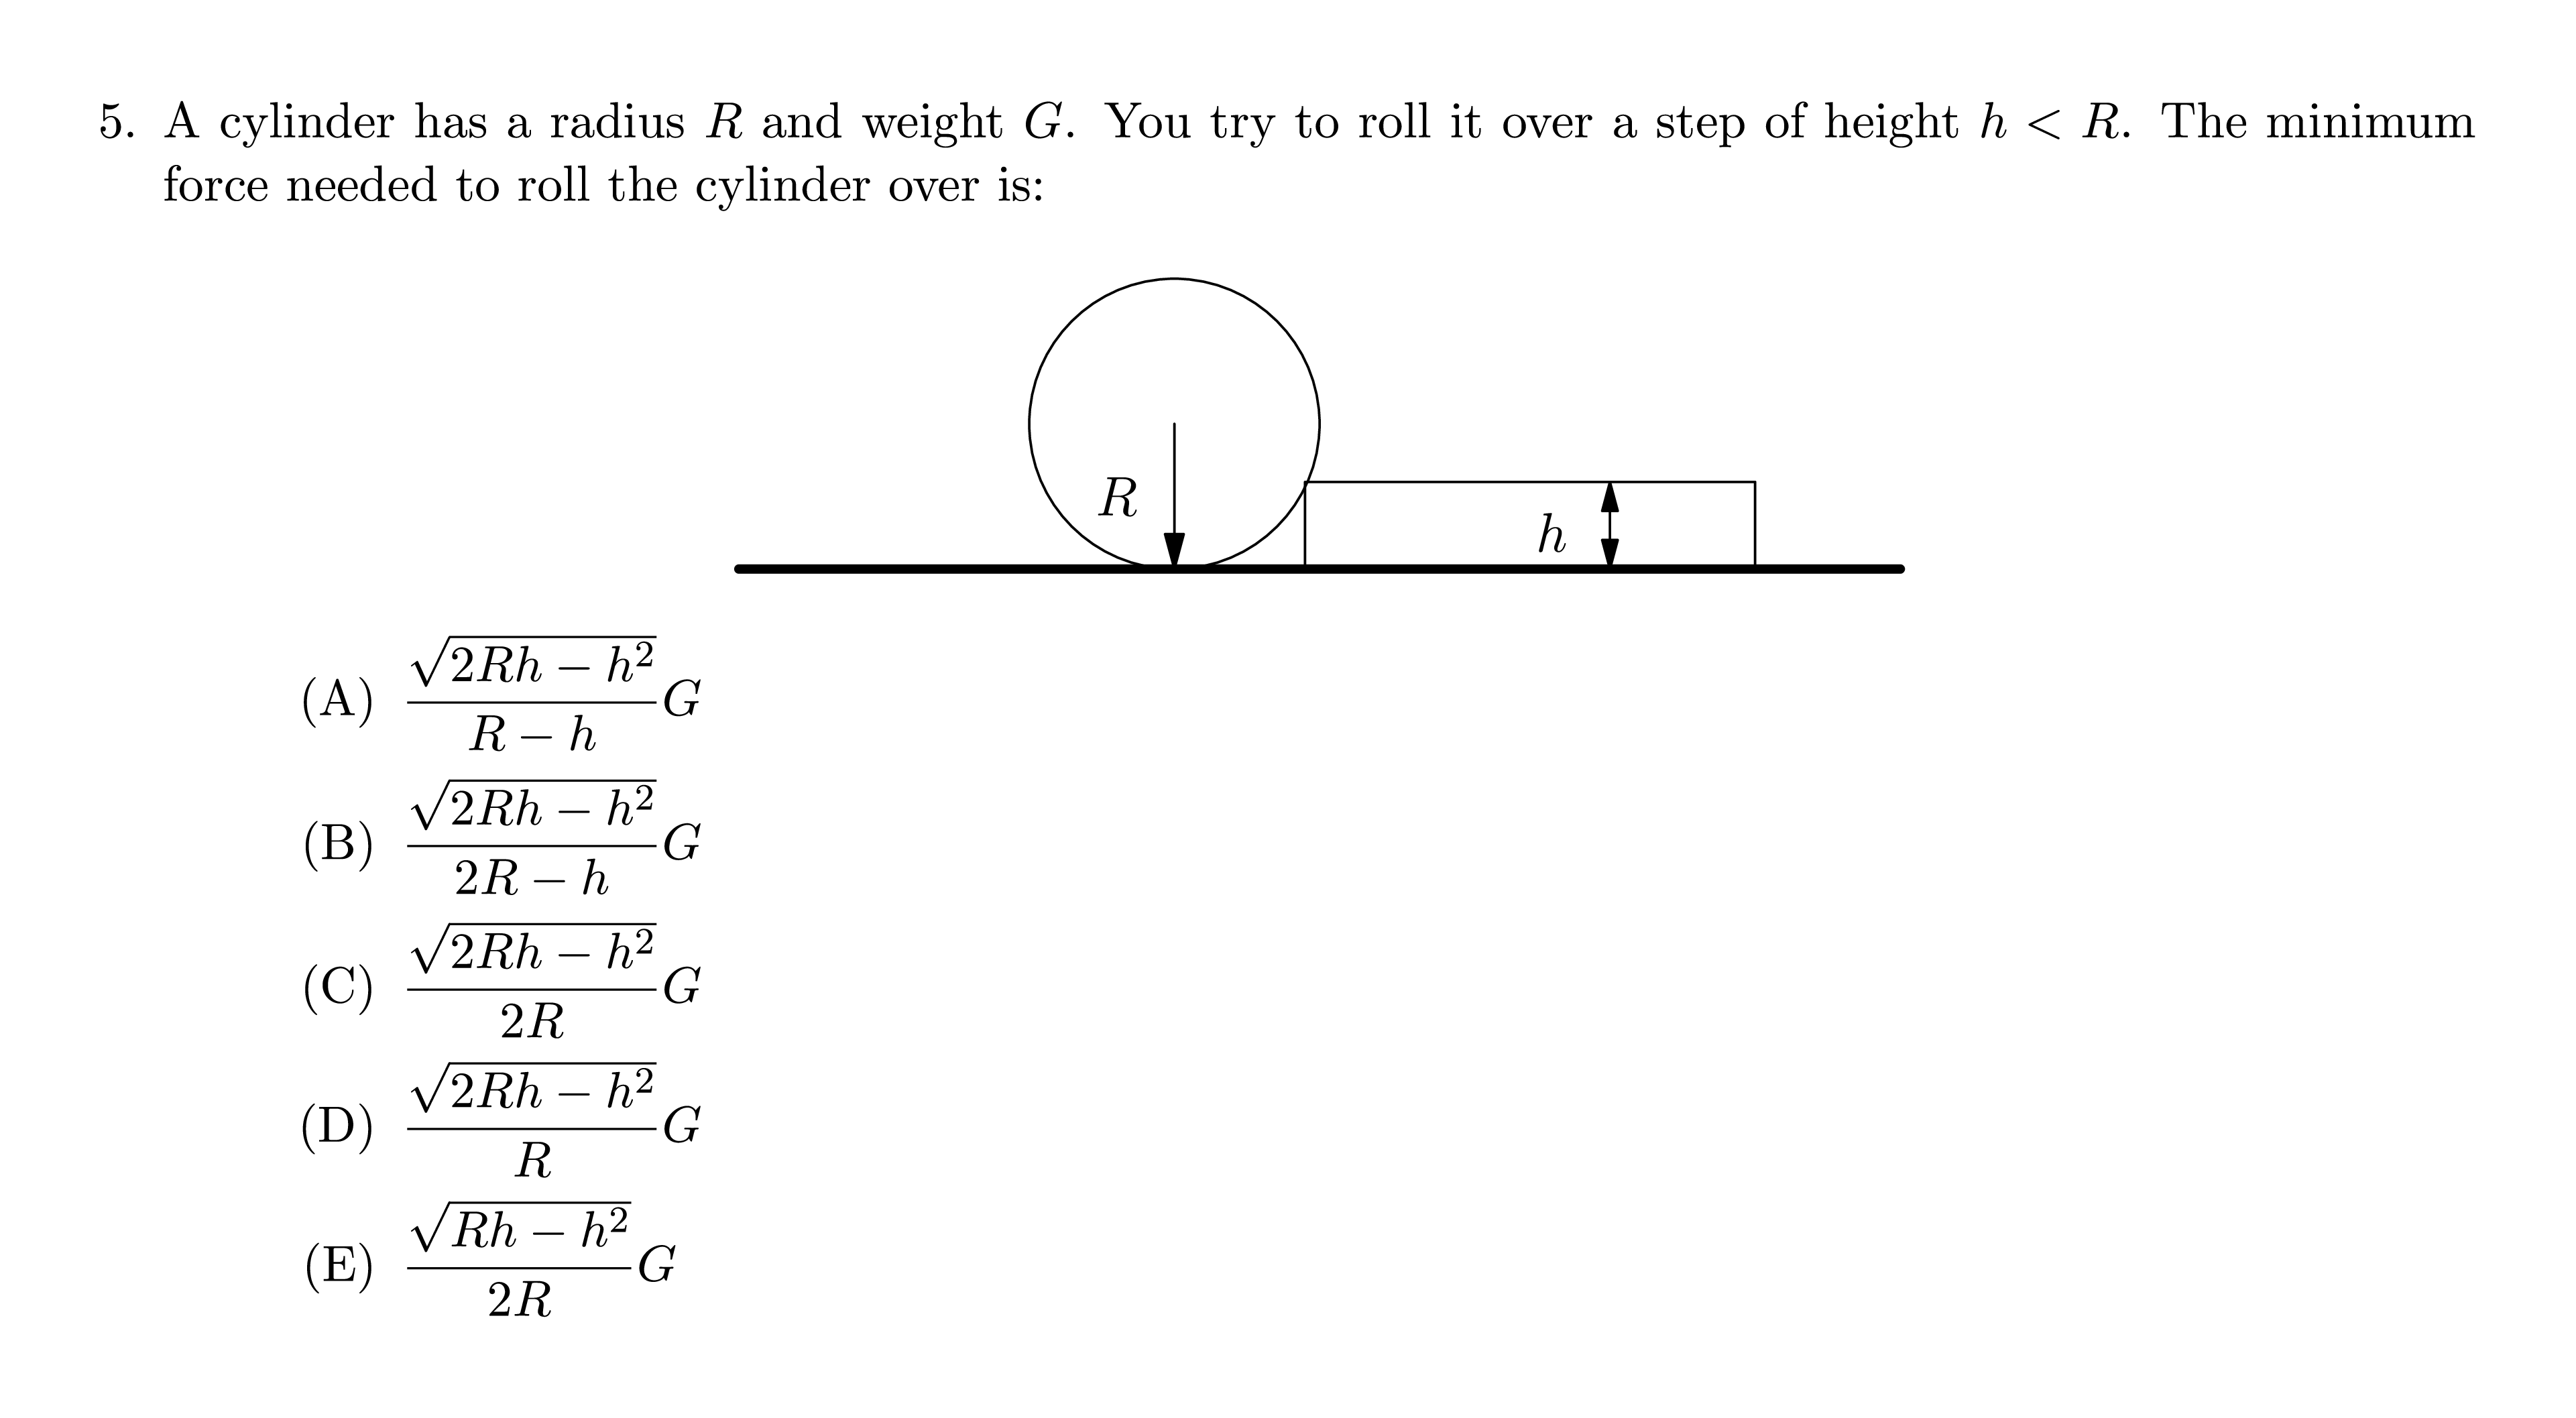 5. A cylinder has a radius R and weight G. You try to roll it over a step of height h < R. The minimum
force needed to roll the cylinder over is:
R
h
(A) \frac{\sqrt{2Rh - h^2}}{R - h}G
(B) \frac{\sqrt{2Rh - h^2}}{2R - h}G
(C) \frac{\sqrt{2Rh - h^2}}{2R}G
(D) \frac{\sqrt{2Rh - h^2}}{R}G
(E) \frac{\sqrt{Rh - h^2}}{2R}G